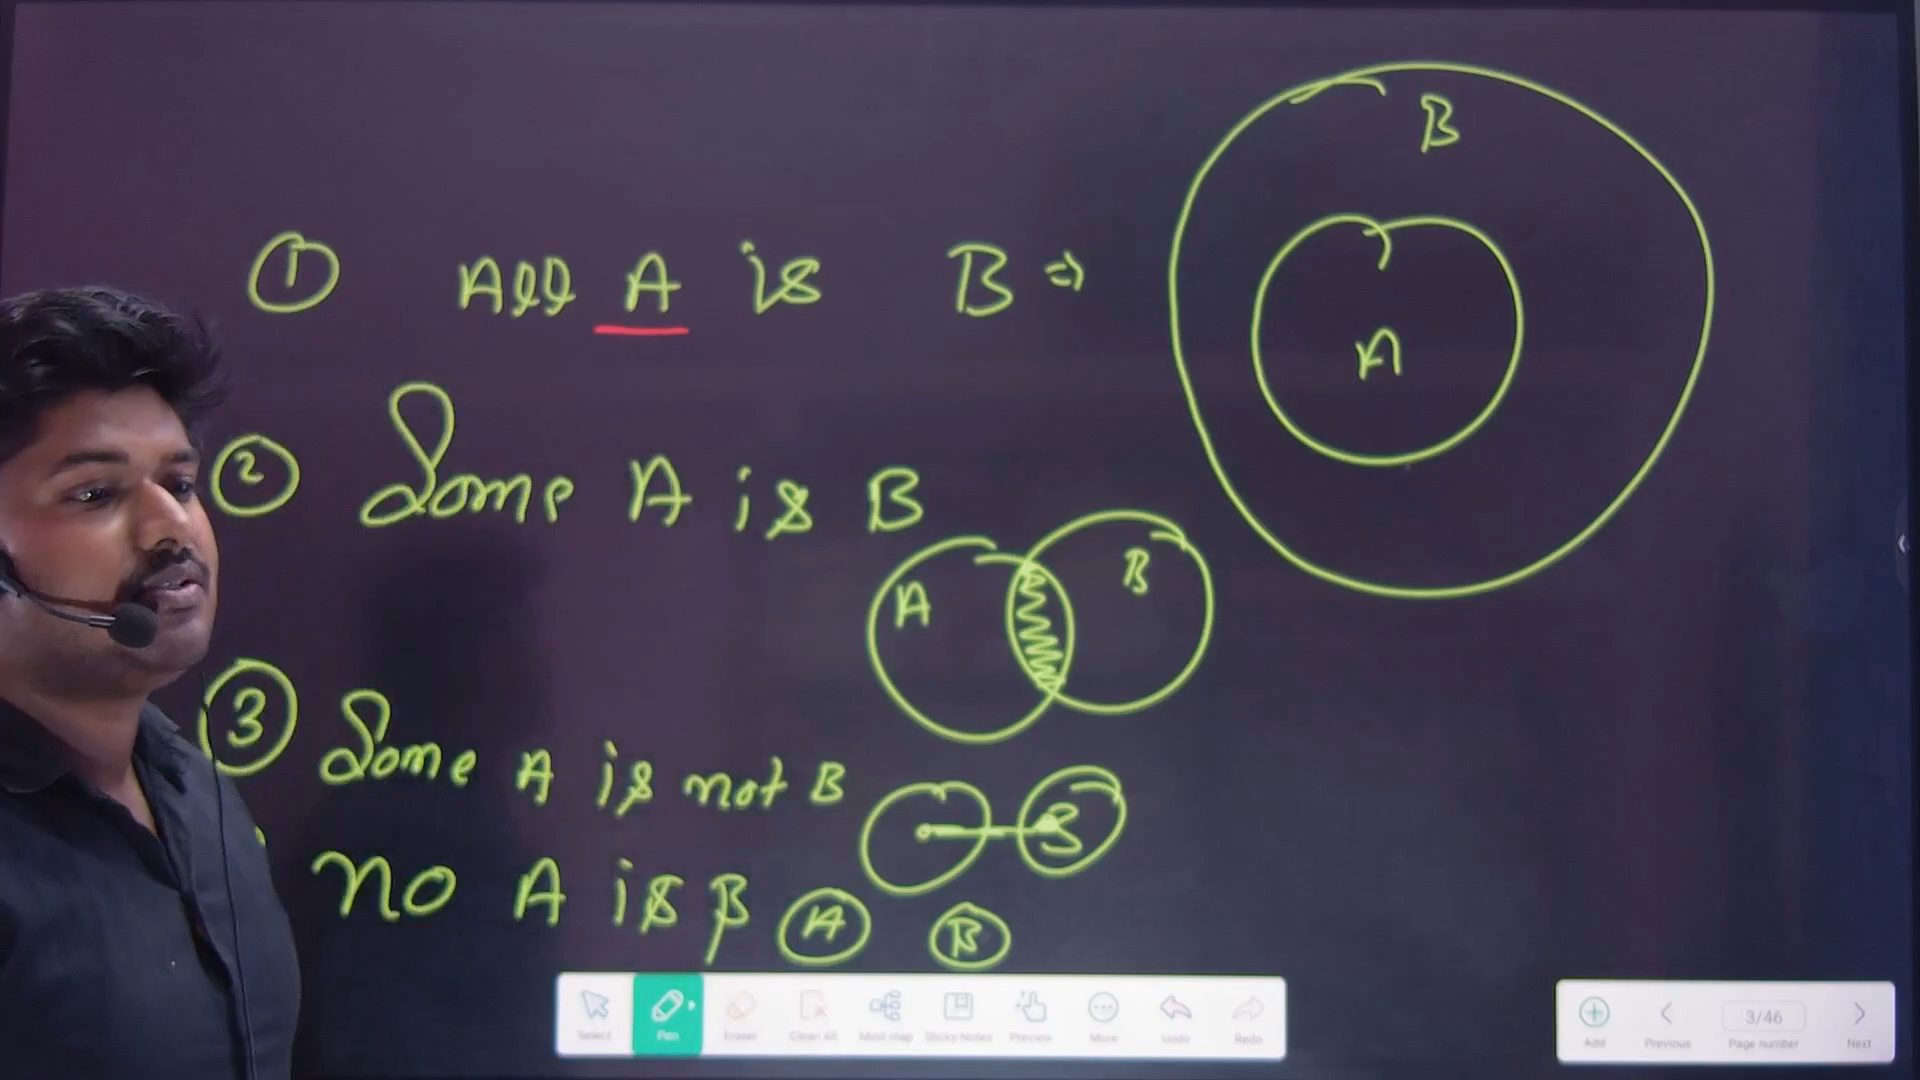 B
① All A is B ⇒
A
② Some A is B
A B
③ Some A is not B
B
no A is B A B
Select Pen Eraser Clean All Mind map Sticky-Notes Preview More Undo Redo
Add Previous 3/46 Page number Next